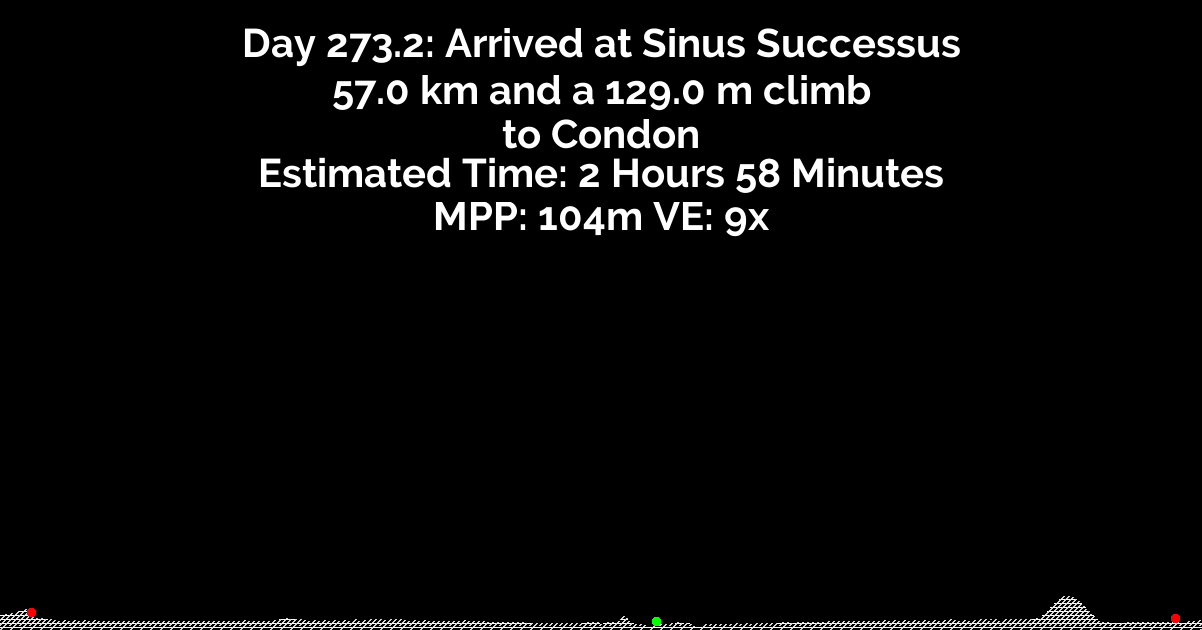 Day 273.2: Arrived at Sinus Successus
57.0 km and a 129.0 m climb
to Condon
Estimated Time: 2 Hours 58 Minutes
MPP: 104m VE: 9x